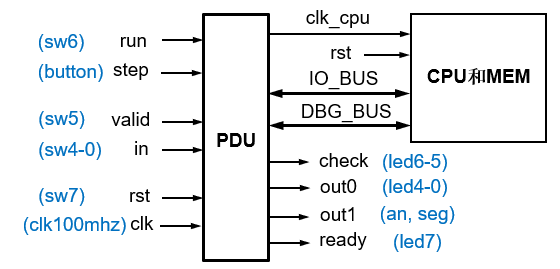 clk_cpu
(sw6) run
rst
(button) step
IO_BUS
CPU和MEM
DBG_BUS
(sw5) valid
PDU
(sw4-0) in
check (led6-5)
out0 (led4-0)
(sw7) rst
out1 (an, seg)
(clk100mhz) clk
ready (led7)